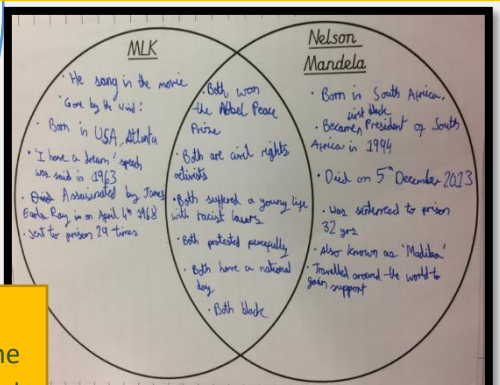 MLK
He sang in the movie
"Gone by the Wind".
Born in USA, Atlanta
'I have a dream' speech
was said in 1963
Assassinated by James
Earls Ray in on April 4th 1968
Sent to prison 29 times
Both won
the Nobel Peace
Prize
Both are civil rights
activists
Both suffered a young life
with racist laws
Both protested peacefully
Both have a national
day
Both black
Nelson
Mandela
Born in South Africa.
first black
Became President of South
Africa in 1994
Died on 5th December 2013
Was sentenced to prison
32 yrs
Also known as 'Madiba'
Travelled around the world to
gain support
ne